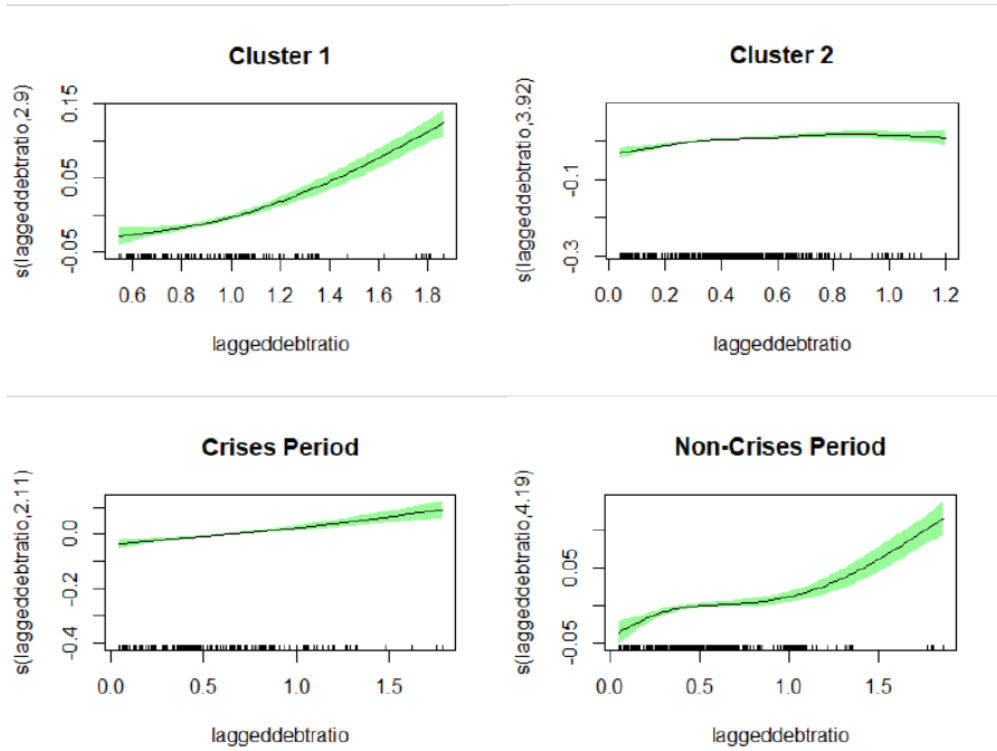 Cluster 1
s(laggeddebtratio,2.9)
0.15
0.05
-0.05
0.6 0.8 1.0 1.2 1.4 1.6 1.8
laggeddebtratio
Cluster 2
s(laggeddebtratio,3.92)
-0.1
-0.3
0.0 0.2 0.4 0.6 0.8 1.0 1.2
laggeddebtratio
Crises Period
s(laggeddebtratio,2.11)
0.0
-0.2
-0.4
0.0 0.5 1.0 1.5
laggeddebtratio
Non-Crises Period
s(laggeddebtratio,4.19)
0.05
-0.05
0.0 0.5 1.0 1.5
laggeddebtratio